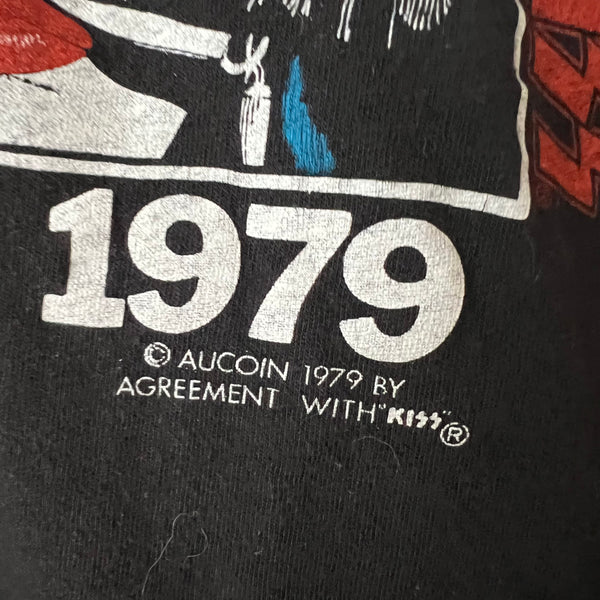 1979
© AUCOIN 1979 BY
AGREEMENT WITH "KISS"®